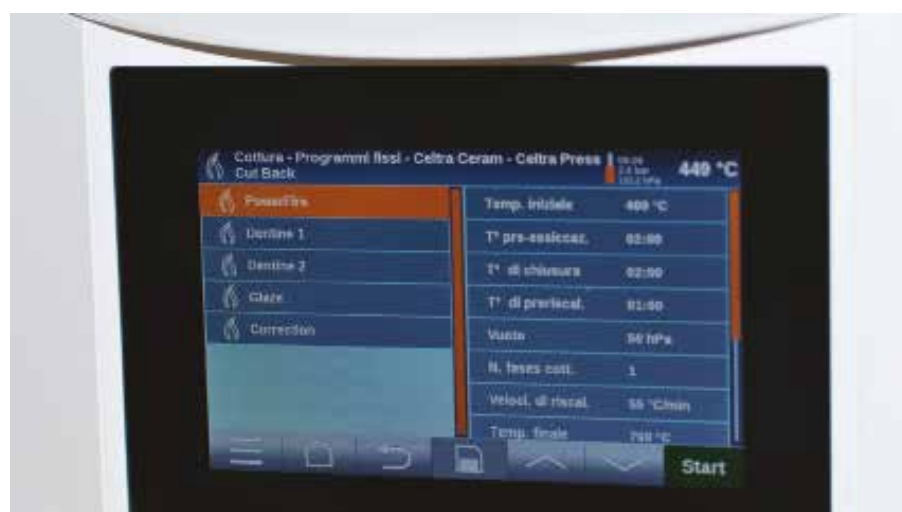 Cottura - Programmi fissi - Celtra Ceram - Celtra Press
Cut Back
449 °C
PowerFire
Dentine 1
Dentine 2
Glaze
Correction
Temp. iniziale 400 °C
T° pre-essiccaz. 02:00
T° di chiusura 02:00
T° di preriscal. 01:00
Vuoto 50 hPa
N. fases cott. 1
Veloci. di riscal. 55 °C/min
Temp. finale °C
Start